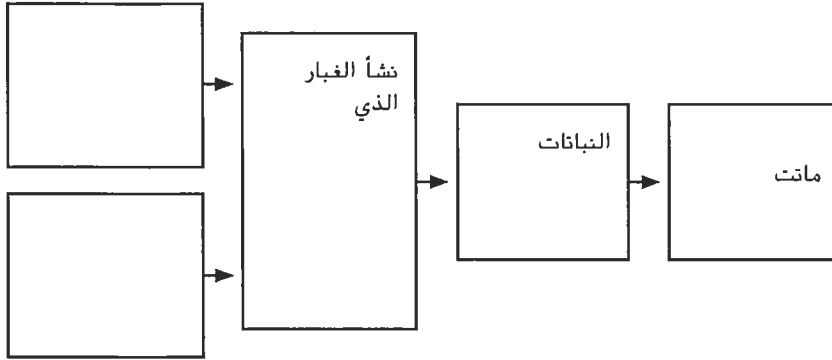 نشأ الغبار
الذي
النباتات
ماتت